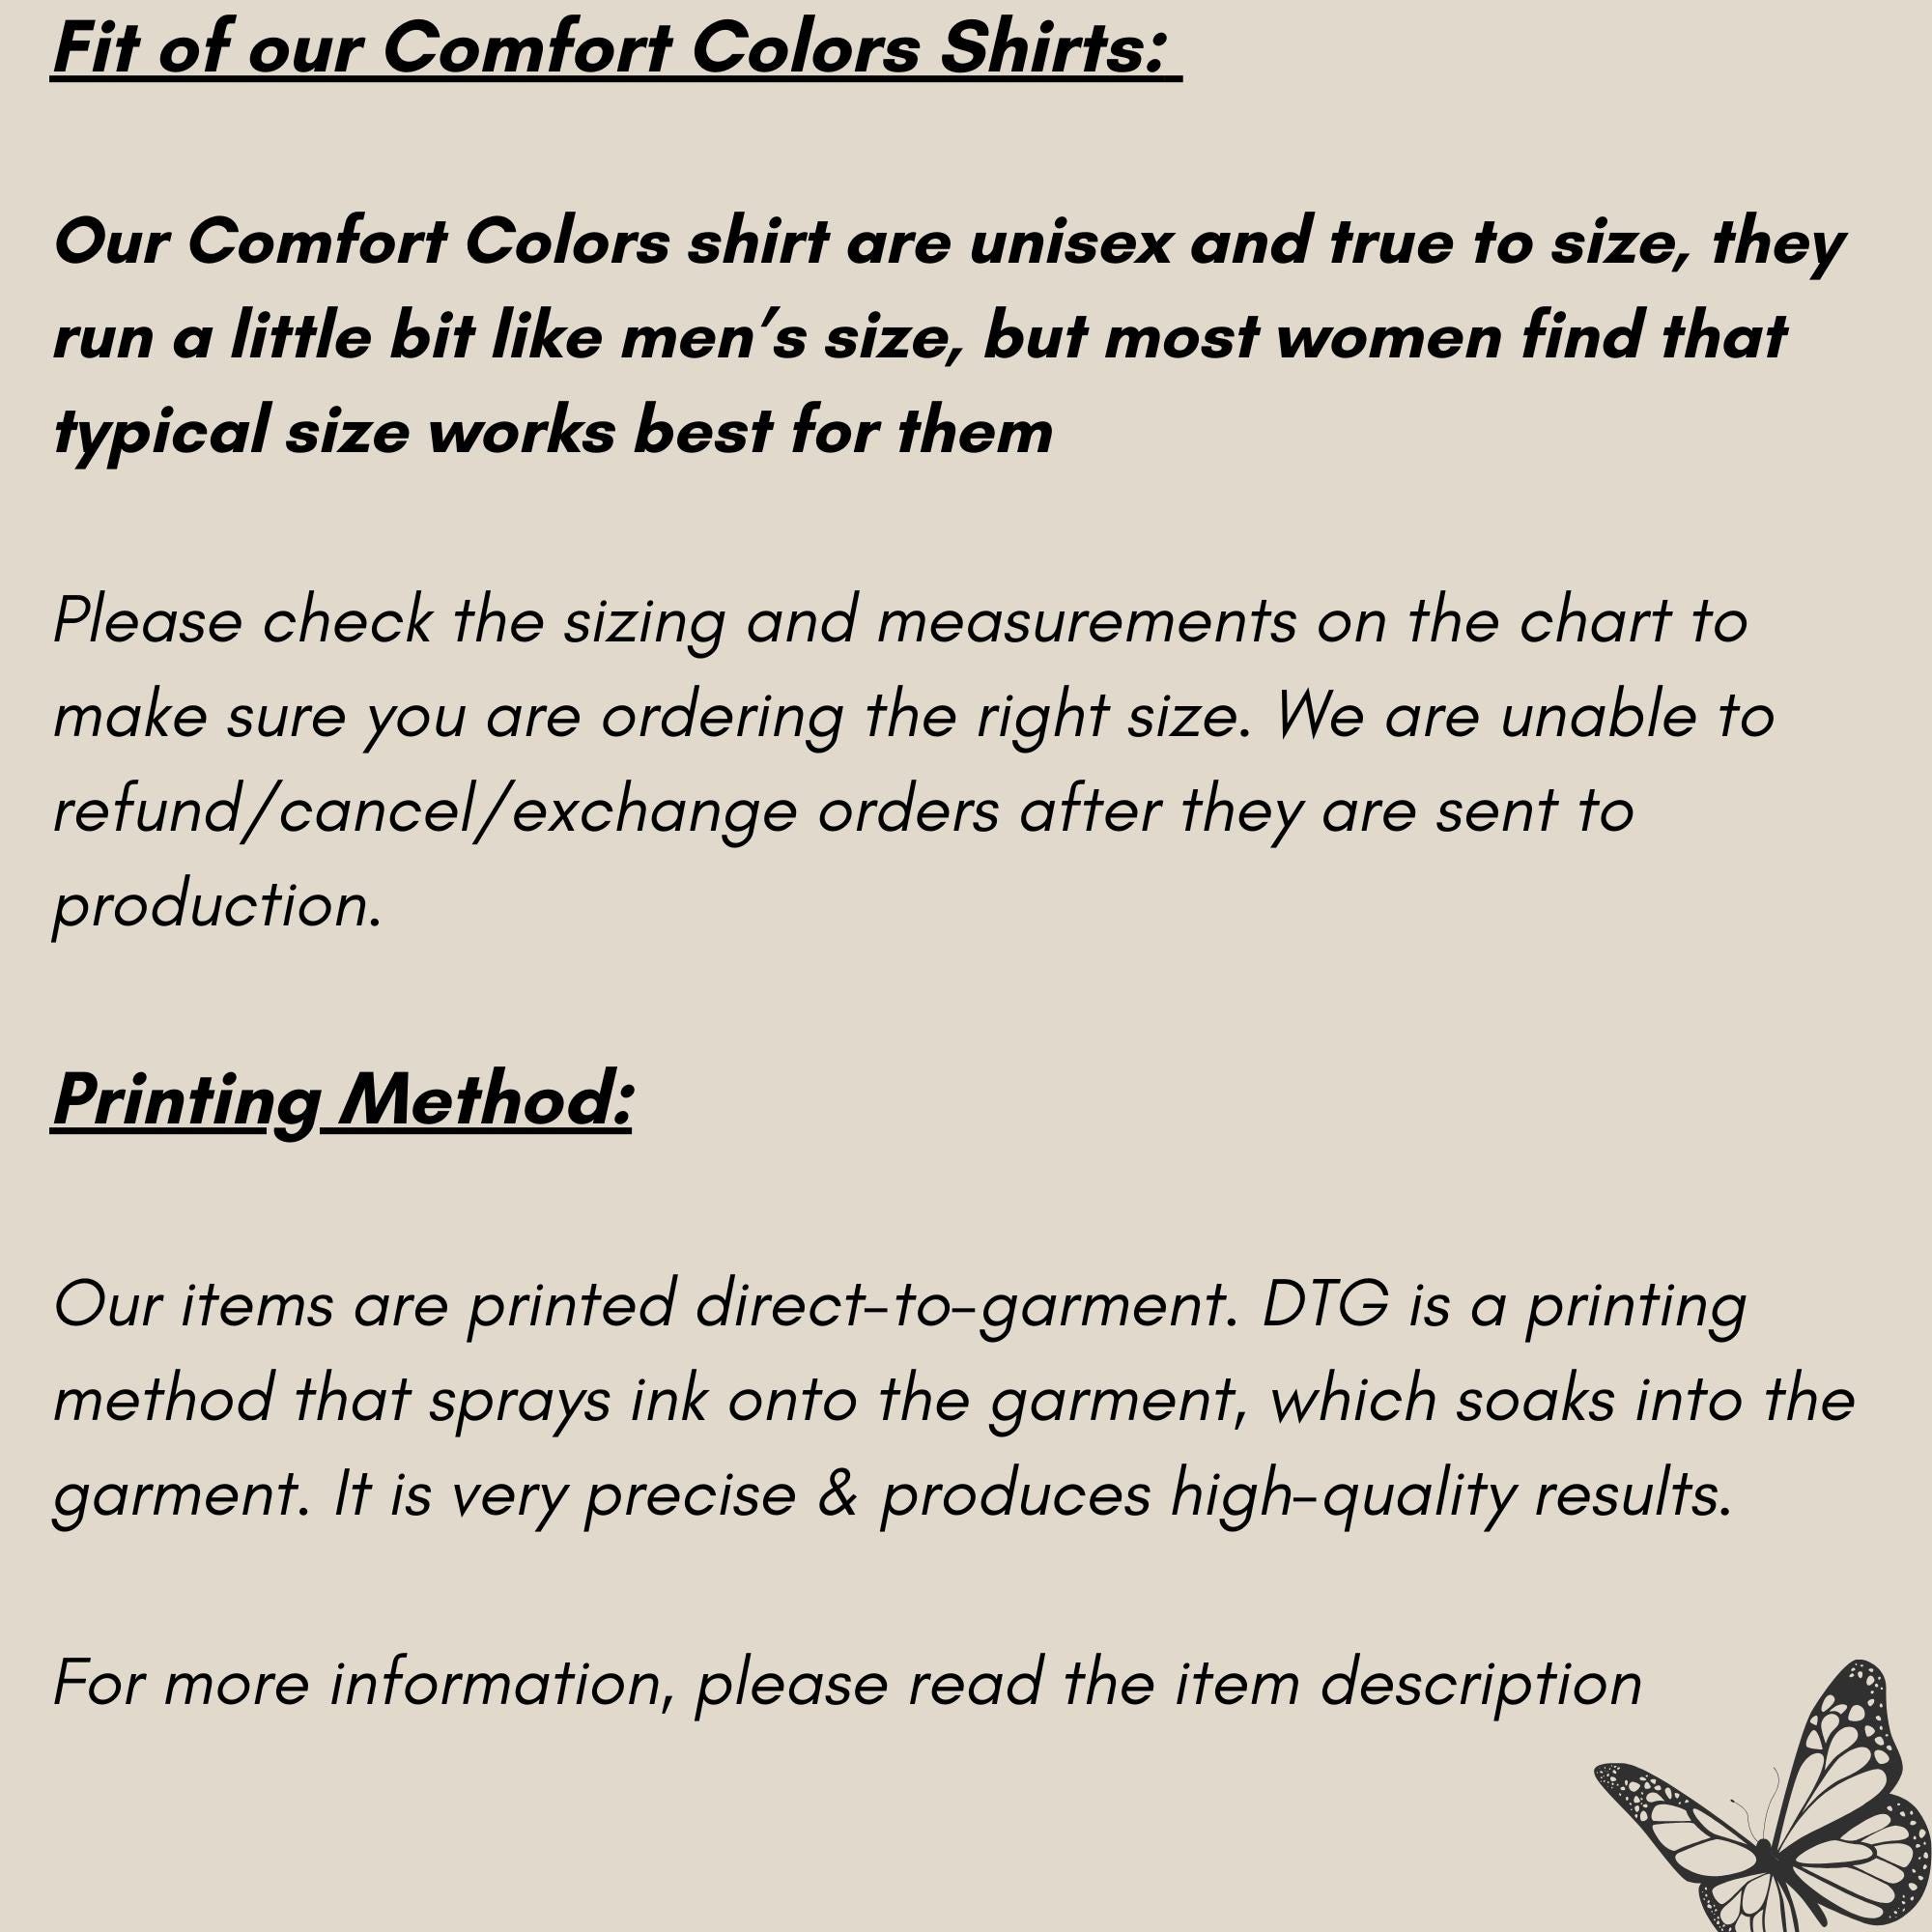 Fit of our Comfort Colors Shirts:
Our Comfort Colors shirt are unisex and true to size, they
run a little bit like men’s size, but most women find that
typical size works best for them
Please check the sizing and measurements on the chart to
make sure you are ordering the right size. We are unable to
refund/cancel/exchange orders after they are sent to
production.
Printing Method:
Our items are printed direct-to-garment. DTG is a printing
method that sprays ink onto the garment, which soaks into the
garment. It is very precise & produces high-quality results.
For more information, please read the item description